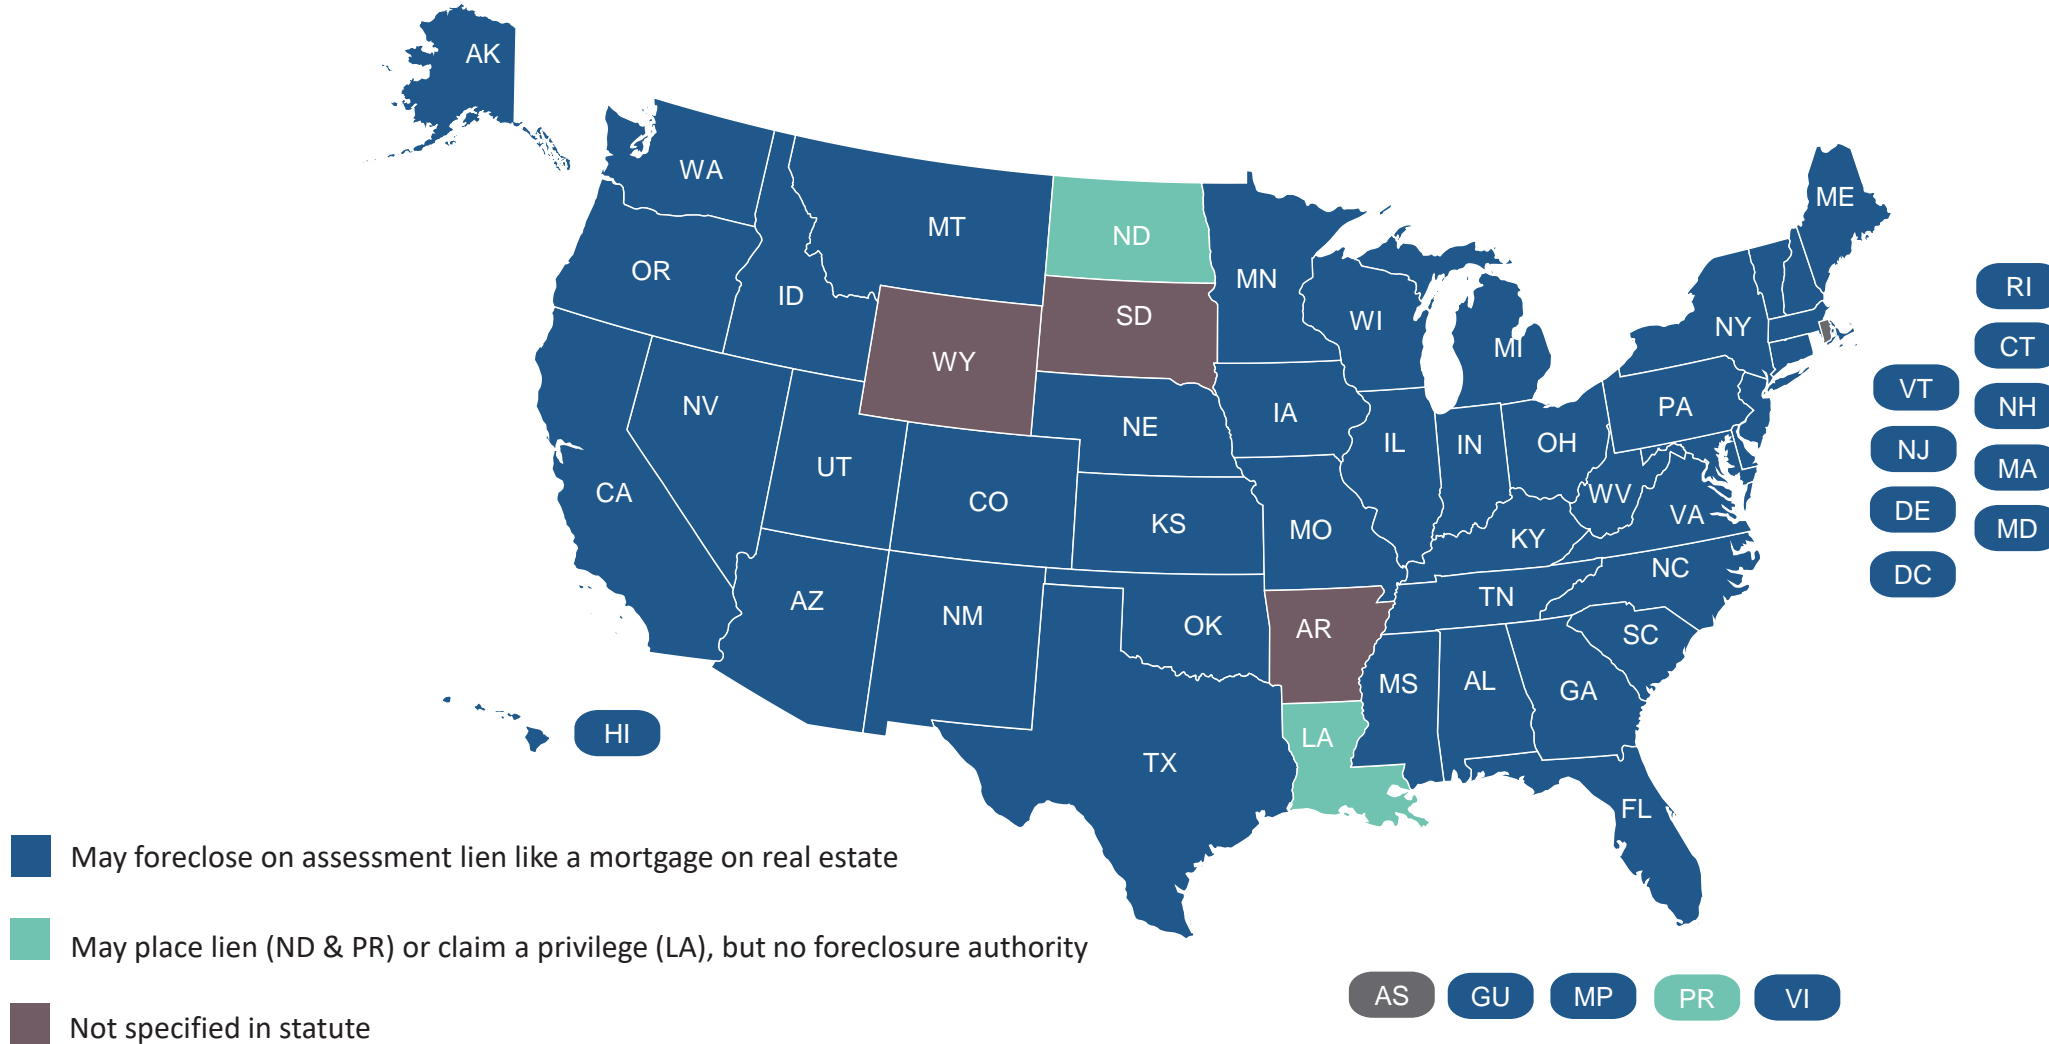 AK
WA
MT
ND
MN
ME
OR
ID
SD
WI
MI
NY
RI
CT
WY
VT
NH
NV
NE
IA
PA
UT
IL
IN
OH
NJ
MA
CA
CO
KS
MO
WV
VA
DE
MD
KY
DC
AZ
NM
OK
AR
TN
NC
SC
MS
AL
GA
HI
LA
TX
FL
May foreclose on assessment lien like a mortgage on real estate
May place lien (ND & PR) or claim a privilege (LA), but no foreclosure authority
Not specified in statute
AS
GU
MP
PR
VI